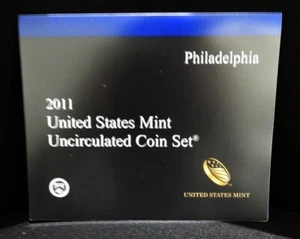 Philadelphia
2011
United States Mint
Uncirculated Coin Set®
UNITED STATES MINT